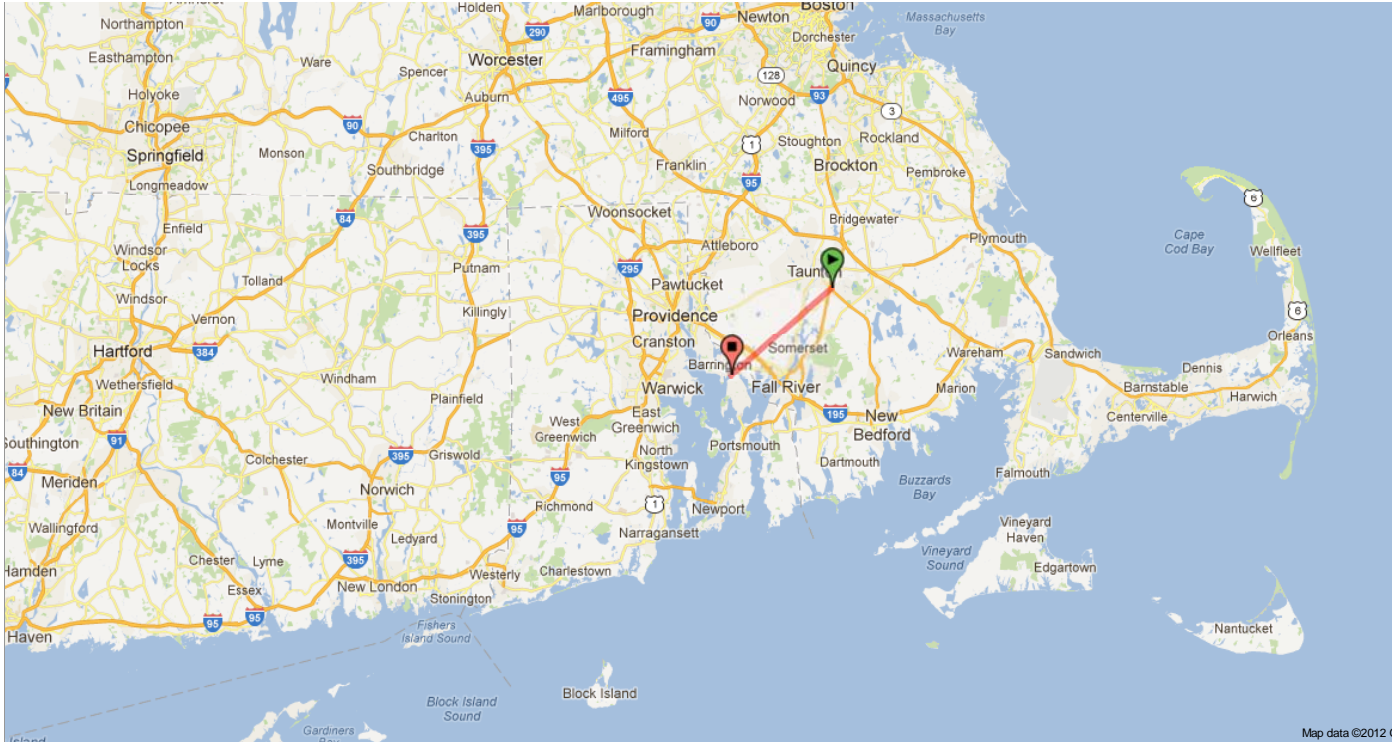 Holden
Marlborough
90
Newton
Boston
Massachusetts
Bay
Northampton
290
Dorchester
Easthampton
Ware
Worcester
Framingham
Quincy
Spencer
128
Holyoke
Auburn
495
Norwood
93
3
Chicopee
90
Charlton
Milford
Stoughton
Rockland
395
1
Springfield
Monson
Franklin
Brockton
Southbridge
Pembroke
Longmeadow
95
6
84
Woonsocket
Bridgewater
Enfield
395
Plymouth
Cape
Cod Bay
Windsor
Locks
Attleboro
Wellfleet
Putnam
295
Taunton
Tolland
Pawtucket
Windsor
Killingly
6
Vernon
Providence
Orleans
Hartford
384
Cranston
Somerset
Wareham
Sandwich
Barrington
Dennis
Wethersfield
Windham
Warwick
Fall River
Marion
Barnstable
Harwich
New Britain
Plainfield
East
Greenwich
195
New
Bedford
Centerville
West
Greenwich
Southington
91
Portsmouth
Colchester
395
Griswold
North
Kingstown
Dartmouth
84
95
Falmouth
Meriden
Norwich
Buzzards
Bay
Richmond
1
Newport
Wallingford
Montville
95
Narragansett
Vineyard
Haven
Ledyard
Vineyard
Sound
Chester
Lyme
395
Edgartown
Hamden
Charlestown
Westerly
Essex
New London
Stonington
95
95
Haven
Fishers
Island Sound
Nantucket
Block Island
Block Island
Sound
Gardiners
Map data ©2012